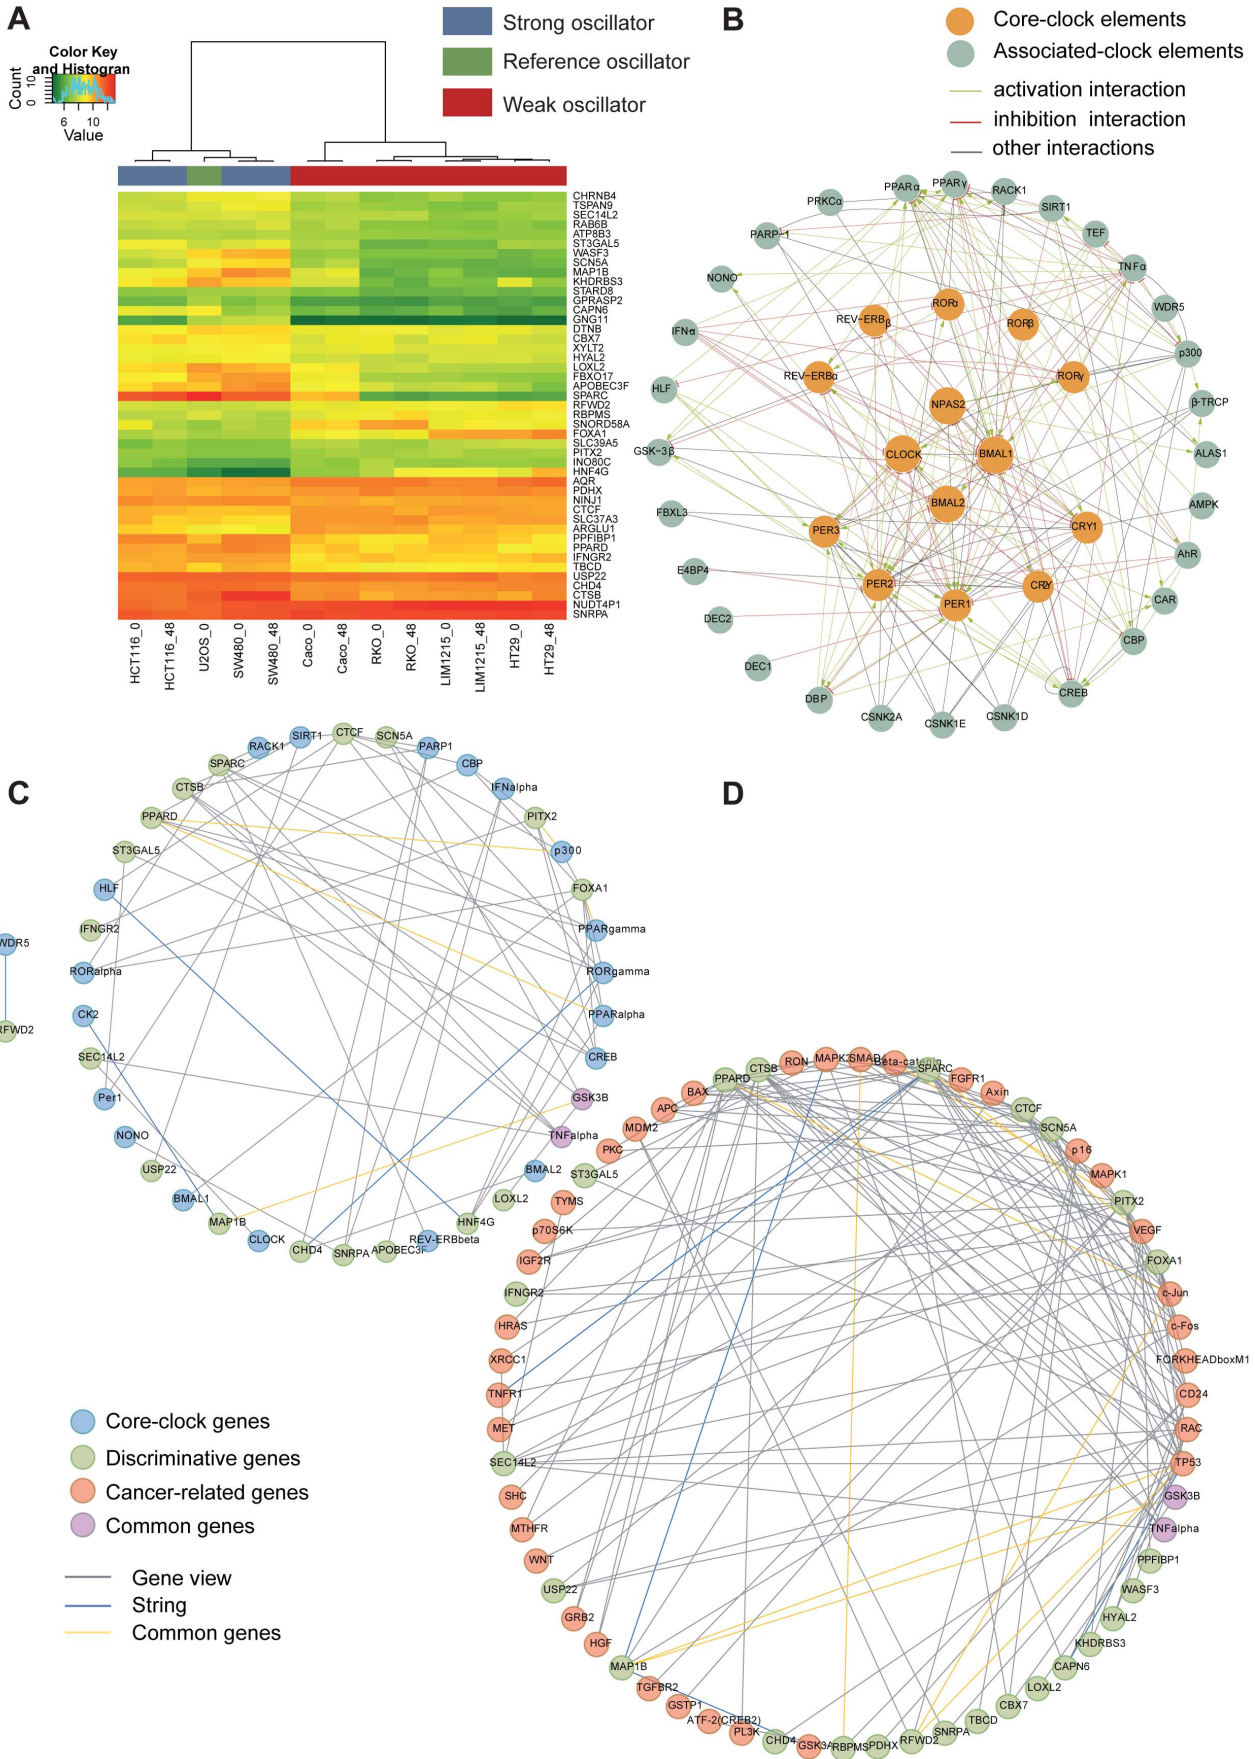 A
Strong oscillator
Reference oscillator
Weak oscillator
Color Key
and Histogran
Count
0 10
6 10
Value
CHRNB4
TSPAN9
SEC14L2
RAB6B
ATP8B3
ST3GAL5
WASF3
SCN5A
MAP1B
KHDRBS3
STARD8
GPRASP2
CAPN6
GNG11
DTNB
CBX7
XYLT2
HYAL2
LOXL2
FBXO17
APOBEC3F
SPARC
RFWD2
RBPMS
SNORD58A
FOXA1
SLC39A5
PITX2
INO80C
HNF4G
AQR
PDHX
NINJ1
CTCF
SLC37A3
ARGLU1
PPFIBP1
PPARD
IFNGR2
TBCD
USP22
CHD4
CTSB
NUDT4P1
SNRPA
HCT116_0
HCT116_48
U2OS_0
SW480_0
SW480_48
Caco_0
Caco_48
RKO_0
RKO_48
LIM1215_0
LIM1215_48
HT29_0
HT29_48
B
Core-clock elements
Associated-clock elements
activation interaction
inhibition interaction
other interactions
PPARα
PPARγ
RACK1
PRKCα
SIRT1
PARP-1
TEF
TNFα
NONO
WDR5
IFNα
p300
HLF
β-TRCP
GSK-3β
ALAS1
FBXL3
AMPK
E4BP4
AhR
DEC2
CAR
DEC1
CBP
DBP
CREB
CSNK2A
CSNK1E
CSNK1D
RORα
REV-ERBβ
RORβ
REV-ERBα
RORγ
NPAS2
CLOCK
BMAL1
BMAL2
PER3
CRY1
PER2
PER1
C
CTCF
SIRT1
SCN5A
RACK1
PARP1
SPARC
CBP
CTSB
IFNalpha
PPARD
PITX2
ST3GAL5
p300
HLF
FOXA1
IFNGR2
PPARgamma
WDR5
RORalpha
RORgamma
CK2
PPARalpha
RFWD2
SEC14L2
CREB
Per1
GSK3B
NONO
TNFalpha
USP22
BMAL2
BMAL1
LOXL2
MAP1B
HNF4G
CLOCK
REV-ERBbeta
CHD4
SNRPA
APOBEC3F
Core-clock genes
Discriminative genes
Cancer-related genes
Common genes
Gene view
String
Common genes
D
RON
SPARC
CTSB
PPARD
FGFR1
BAX
Axin
APC
CTCF
MDM2
SCN5A
PKC
p16
ST3GAL5
MAPK1
TYMS
PITX2
p70S6K
VEGF
IGF2R
FOXA1
IFNGR2
c-Jun
HRAS
c-Fos
XRCC1
FORKHEADboxM1
TNFR1
CD24
MET
RAC
SEC14L2
TP53
SHC
GSK3B
MTHFR
TNFalpha
WNT
PPFIBP1
USP22
WASF3
GRB2
HYAL2
HGF
KHDRBS3
MAP1B
CAPN6
TGFBR2
LOXL2
GSTP1
CBX7
ATF-2(CREB2)
TBCD
PL3K
SNRPA
CHD4
RFWD2
GSK3A
RBPMS
PDHX